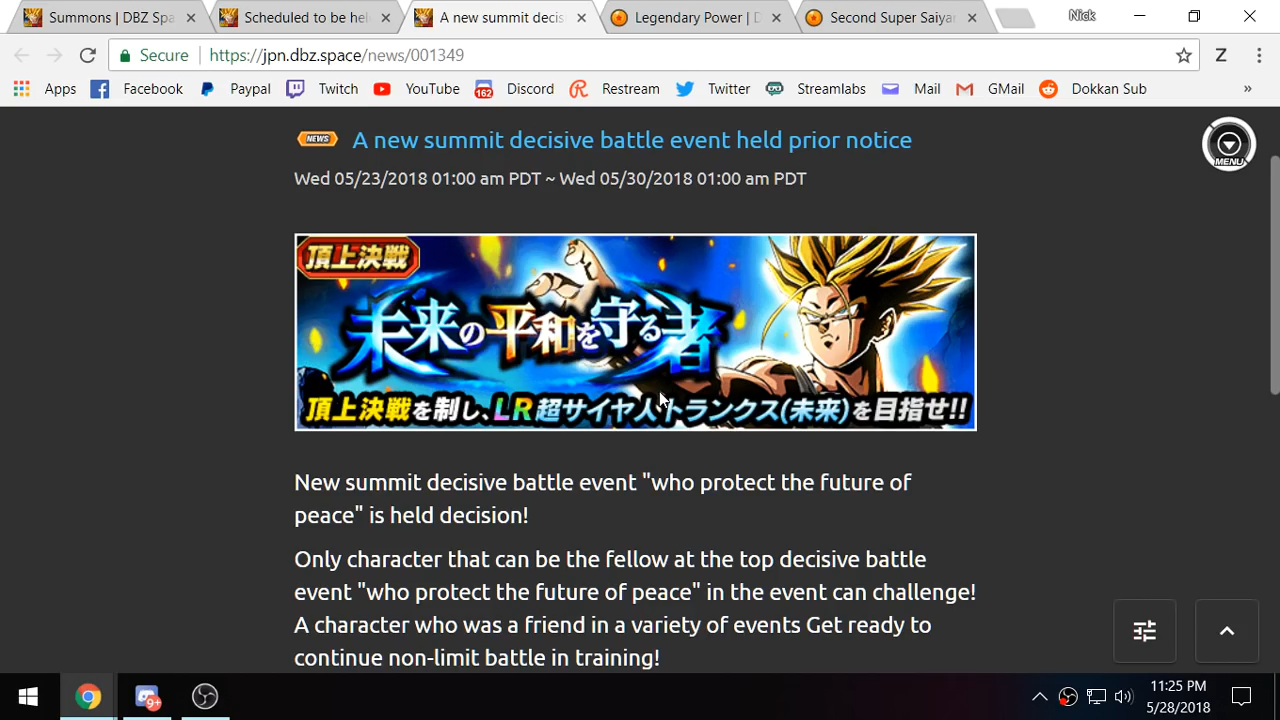 Summons | DBZ Spa
Scheduled to be hel
A new summit decis
Legendary Power | D
Second Super Saiya
Nick
Secure
https://jpn.dbz.space/news/001349
Z
Apps
Facebook
Paypal
Twitch
YouTube
162
Discord
Restream
Twitter
Streamlabs
Mail
GMail
Dokkan Sub
»
NEWS
A new summit decisive battle event held prior notice
MENU
Wed 05/23/2018 01:00 am PDT ~ Wed 05/30/2018 01:00 am PDT
頂上決戦
未来の平和を守る者
頂上決戦を制し、LR超サイヤ人トランクス(未来)を目指せ!!
New summit decisive battle event "who protect the future of
peace" is held decision!
Only character that can be the fellow at the top decisive battle
event "who protect the future of peace" in the event can challenge!
A character who was a friend in a variety of events Get ready to
continue non-limit battle in training!
9+
11:25 PM
5/28/2018